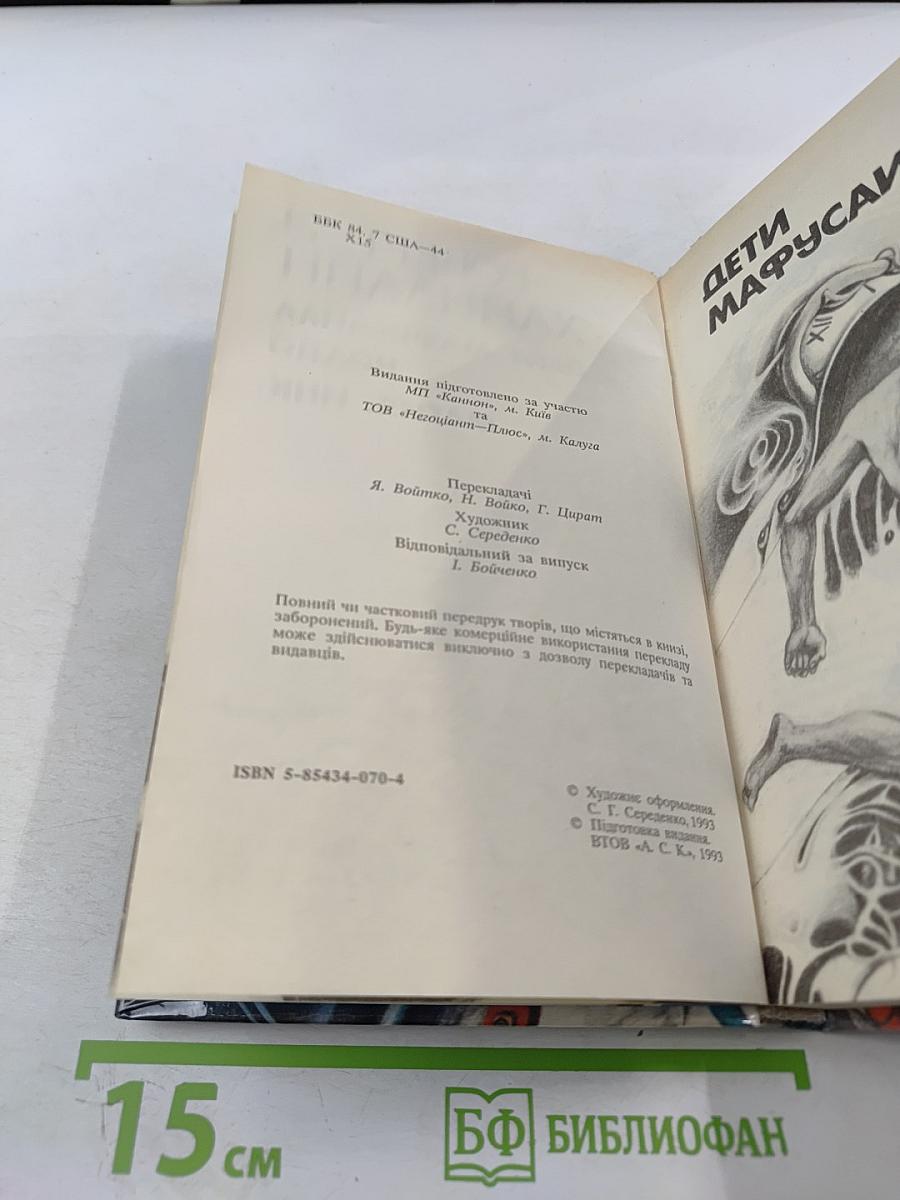 ББК 84. 7 США—44
Х15
Видання підготовлено за участю
МП «Каннон», м. Київ
та
ТОВ «Негоціант—Плюс», м. Калуга
Перекладачі
Я. Войтко, Н. Войко, Г. Цират
Художник
С. Середенко
Відповідальний за випуск
І. Бойченко
Повний чи частковий передрук творів, що містяться в книзі,
заборонений. Будь-яке комерційне використання перекладу
може здійснюватися виключно з дозволу перекладачів та
видавців.
ISBN 5-85434-070-4
© Художнє оформлення.
С. Г. Середенко, 1993
© Підготовка видання.
ВТОВ «А. С. К.», 1993
ДЕТИ
МАФУСАИ
XII
15 см
БФ БИБЛИОФАН